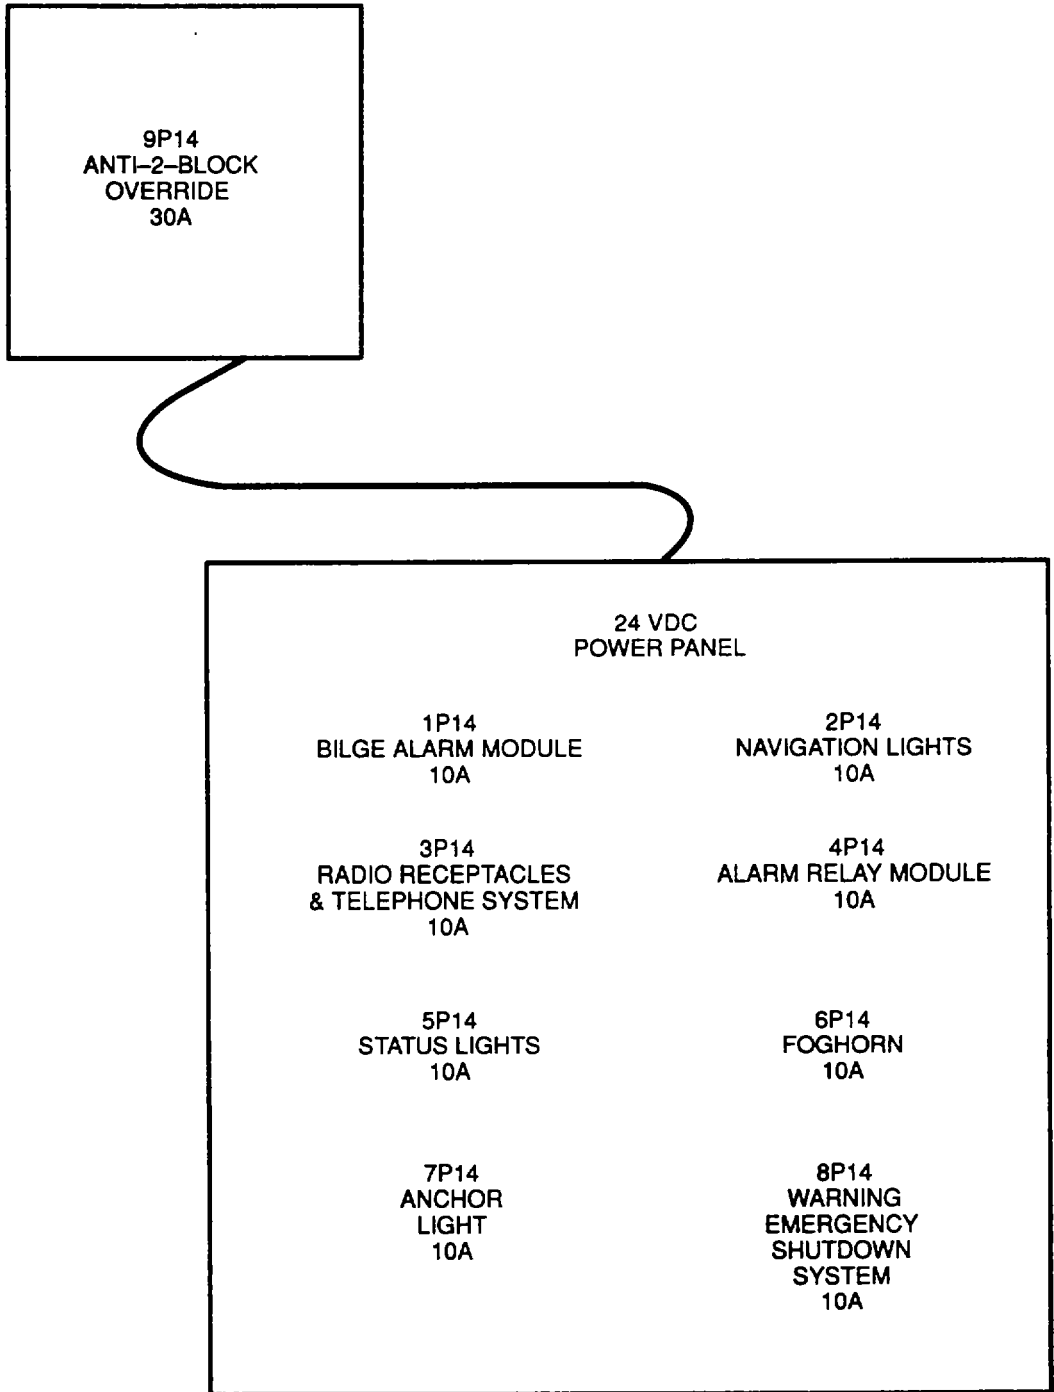 9P14
ANTI–2–BLOCK
OVERRIDE
30A
24 VDC
POWER PANEL
1P14
BILGE ALARM MODULE
10A
2P14
NAVIGATION LIGHTS
10A
3P14
RADIO RECEPTACLES
& TELEPHONE SYSTEM
10A
4P14
ALARM RELAY MODULE
10A
5P14
STATUS LIGHTS
10A
6P14
FOGHORN
10A
7P14
ANCHOR
LIGHT
10A
8P14
WARNING
EMERGENCY
SHUTDOWN
SYSTEM
10A